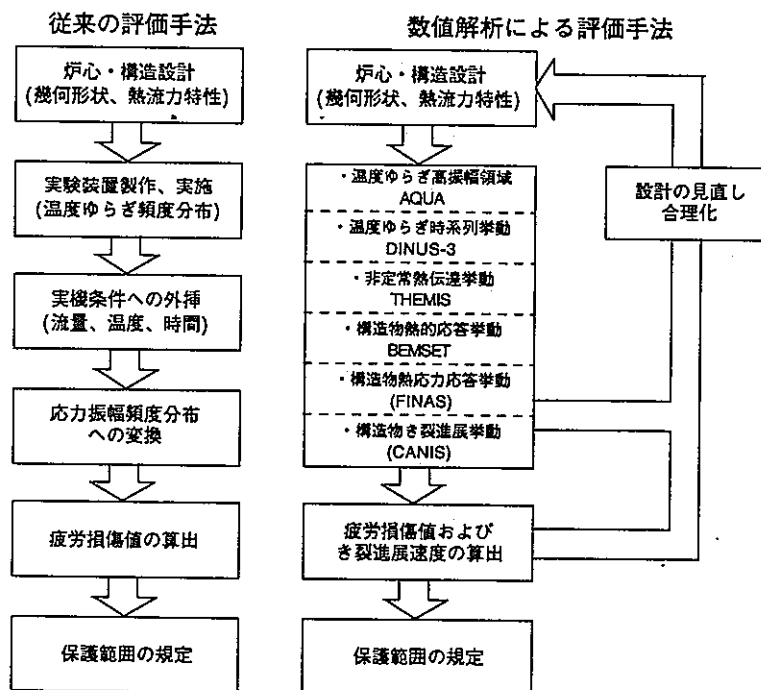 従来の評価手法
炉心・構造設計
(幾何形状、熱流力特性)
実験装置製作、実施
(温度ゆらぎ頻度分布)
実機条件への外挿
(流量、温度、時間)
応力振幅頻度分布
への変換
疲労損傷値の算出
保護範囲の規定
数値解析による評価手法
炉心・構造設計
(幾何形状、熱流力特性)
・温度ゆらぎ高振幅領域
AQUA
・温度ゆらぎ時系列挙動
DINUS-3
・非定常熱伝達挙動
THEMIS
・構造物熱的応答挙動
BEMSET
・構造物熱応力応答挙動
(FINAS)
・構造物き裂進展挙動
(CANIS)
疲労損傷値および
き裂進展速度の算出
保護範囲の規定
設計の見直し
合理化